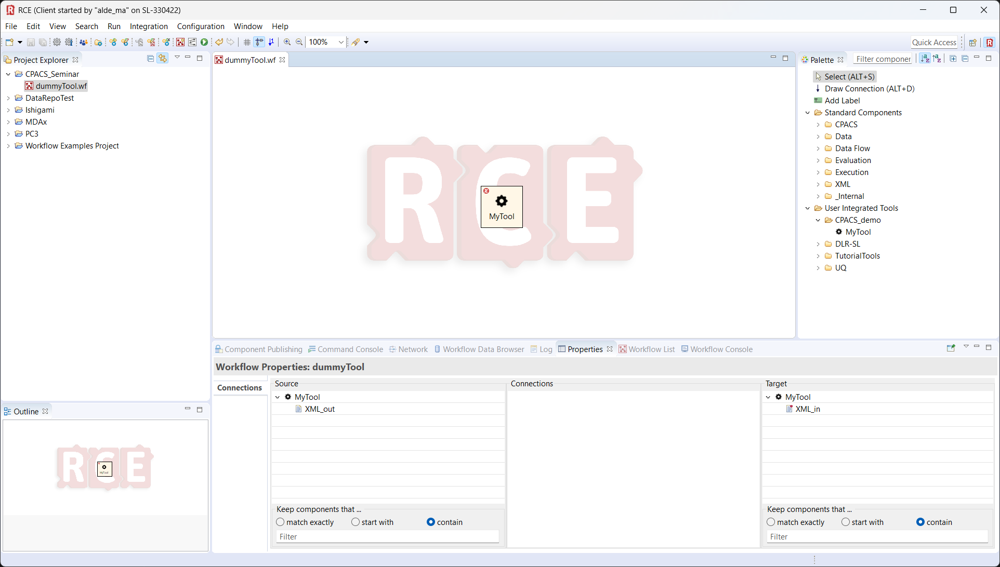 RCE (Client started by "alde_ma" on SL-330422)
File Edit View Search Run Integration Configuration Window Help
100% Quick Access
Project Explorer
CPACS_Seminar
dummyTool.wf
DataRepoTest
Ishigami
MDAx
PC3
Workflow Examples Project
dummyTool.wf
RCE
MyTool
Palette Filter componer
Select (ALT+S)
Draw Connection (ALT+D)
Add Label
Standard Components
CPACS
Data
Data Flow
Evaluation
Execution
XML
_Internal
User Integrated Tools
CPACS_demo
MyTool
DLR-SL
TutorialTools
UQ
Outline
RCE
MyTool
Component Publishing Command Console Network Workflow Data Browser Log Properties Workflow List Workflow Console
Workflow Properties: dummyTool
Connections
Source
MyTool
XML_out
Keep components that ...
match exactly start with contain
Filter
Connections
Target
MyTool
XML_in
Keep components that ...
match exactly start with contain
Filter